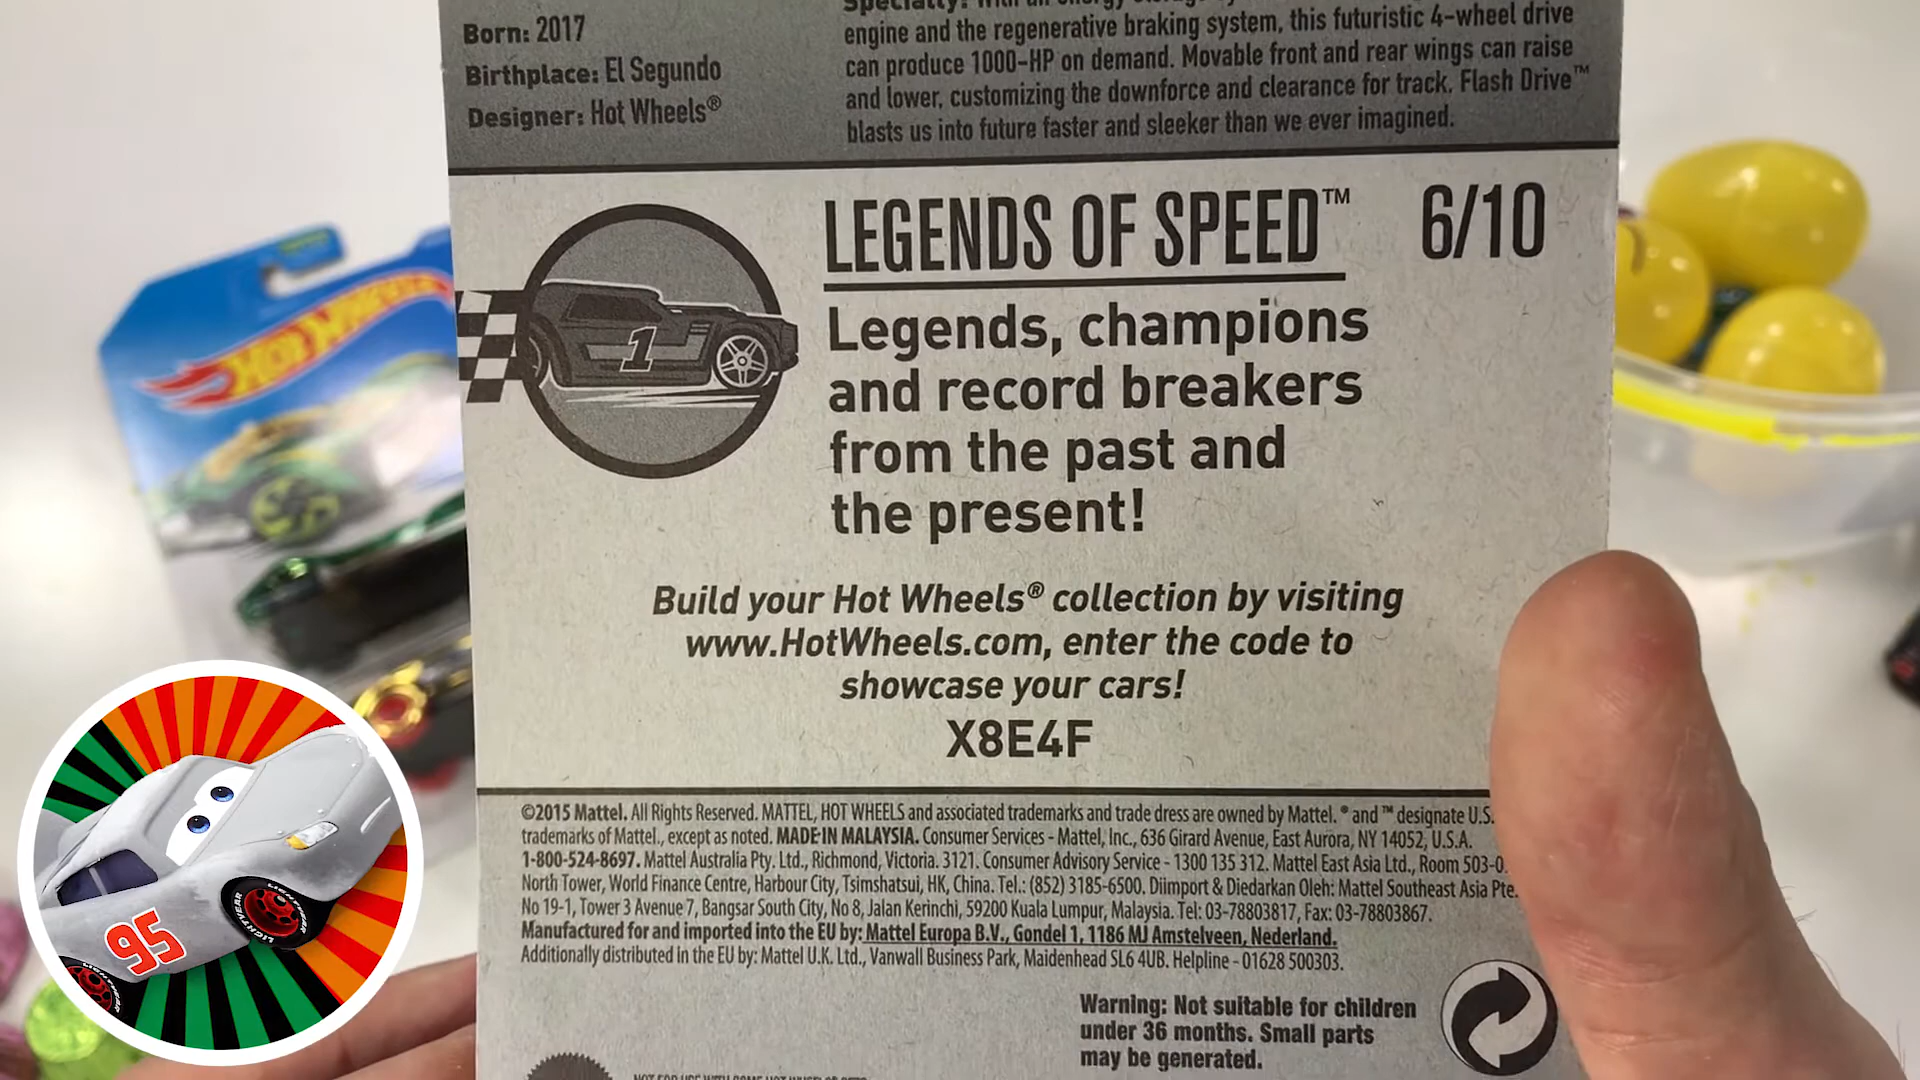 Born: 2017
Birthplace: El Segundo
Designer: Hot Wheels®
engine and the regenerative braking system, this futuristic 4-wheel drive
can produce 1000-HP on demand. Movable front and rear wings can raise
and lower, customizing the downforce and clearance for track. Flash Drive™
blasts us into future faster and sleeker than we ever imagined.
LEGENDS OF SPEED™ 6/10
1
Legends, champions
and record breakers
from the past and
the present!
Build your Hot Wheels® collection by visiting
www.HotWheels.com, enter the code to
showcase your cars!
X8E4F
©2015 Mattel. All Rights Reserved. MATTEL, HOT WHEELS and associated trademarks and trade dress are owned by Mattel. ® and ™ designate U.S.
trademarks of Mattel., except as noted. MADE IN MALAYSIA. Consumer Services - Mattel, Inc., 636 Girard Avenue, East Aurora, NY 14052, U.S.A.
1-800-524-8697. Mattel Australia Pty. Ltd., Richmond, Victoria. 3121. Consumer Advisory Service - 1300 135 312. Mattel East Asia Ltd., Room 503-0
North Tower, World Finance Centre, Harbour City, Tsimshatsui, HK, China. Tel.: (852) 3185-6500. Diimport & Diedarkan Oleh: Mattel Southeast Asia Pte.
No 19-1, Tower 3 Avenue 7, Bangsar South City, No 8, Jalan Kerinchi, 59200 Kuala Lumpur, Malaysia. Tel: 03-78803817, Fax: 03-78803867.
Manufactured for and imported into the EU by: Mattel Europa B.V., Gondel 1, 1186 MJ Amstelveen, Nederland.
Additionally distributed in the EU by: Mattel U.K. Ltd., Vanwall Business Park, Maidenhead SL6 4UB. Helpline - 01628 500303.
Warning: Not suitable for children
under 36 months. Small parts
may be generated.
HOT WHEELS
95
LIGHTYEAR